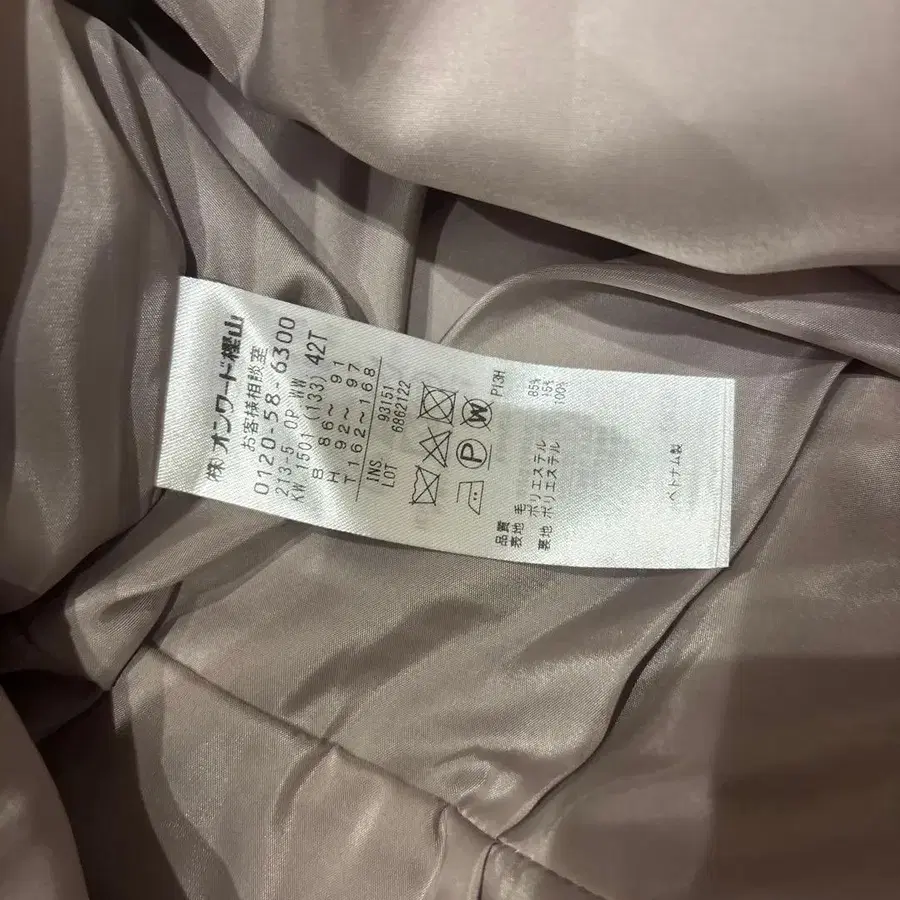 ㈱オンワード樫山
お客様相談室
0120-58-6300
213-5 OP WW
KW 1501 (133) 42T
B 86～ 91
H 92～ 97
T 162～168
INS 93151
LOT 6862122
W
P
P13H
品質
表地 毛 85%
ポリエステル 15%
裏地 ポリエステル 100%
ベトナム製